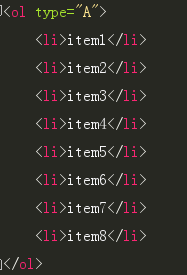 <ol type="A">
<li>item1</li>
<li>item2</li>
<li>item3</li>
<li>item4</li>
<li>item5</li>
<li>item6</li>
<li>item7</li>
<li>item8</li>
</ol>